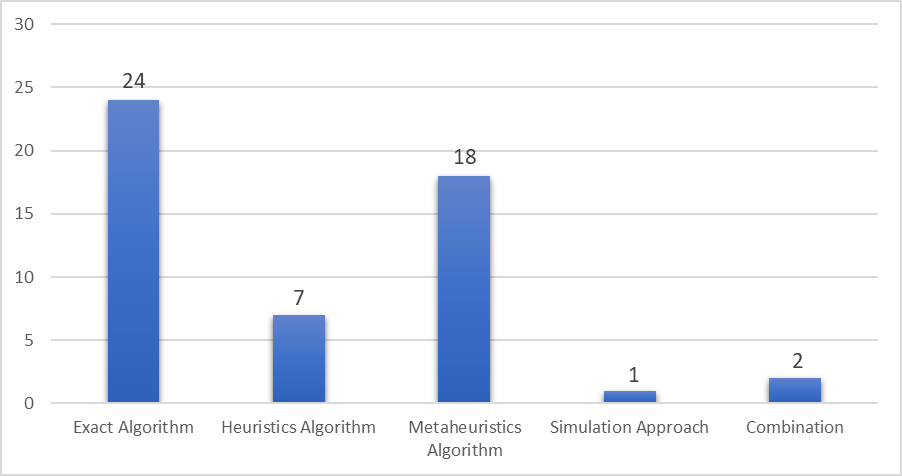 30
25
20
15
10
5
0
24
7
18
1
2
Exact Algorithm
Heuristics Algorithm
Metaheuristics
Algorithm
Simulation Approach
Combination